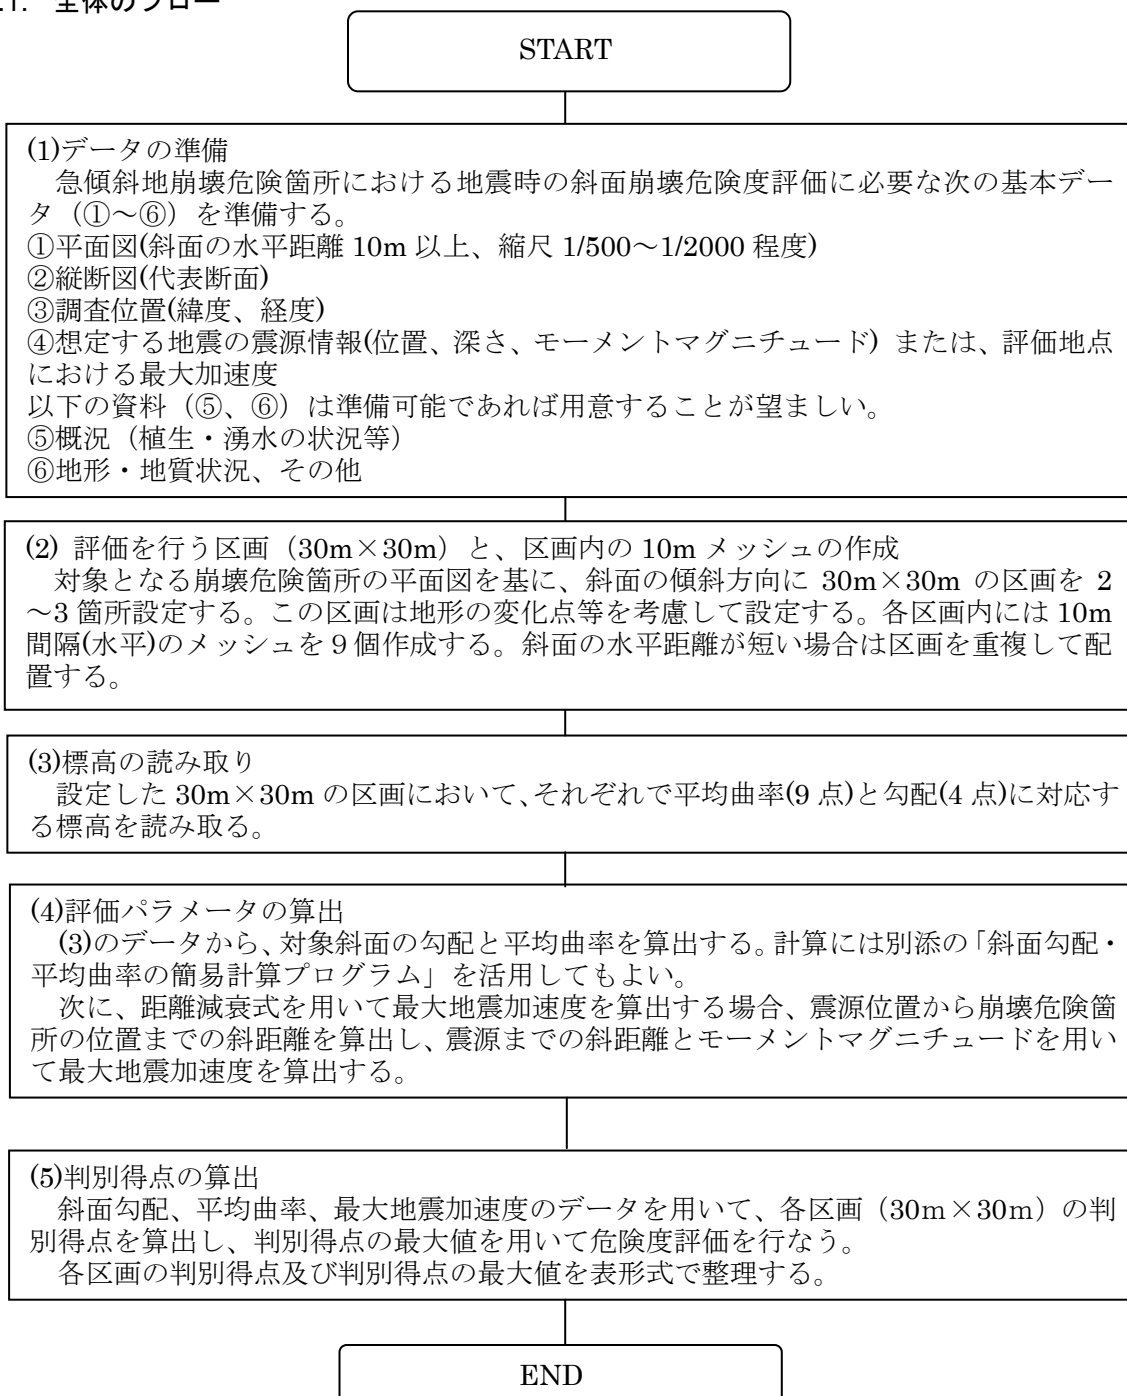 .1. 全体のフロー
START
(1)データの準備
急傾斜地崩壊危険箇所における地震時の斜面崩壊危険度評価に必要な次の基本デー
タ（①～⑥）を準備する。
①平面図(斜面の水平距離 10m 以上、縮尺 1/500～1/2000 程度)
②縦断図(代表断面)
③調査位置(緯度、経度)
④想定する地震の震源情報(位置、深さ、モーメントマグニチュード) または、評価地点
における最大加速度
以下の資料（⑤、⑥）は準備可能であれば用意することが望ましい。
⑤概況（植生・湧水の状況等）
⑥地形・地質状況、その他
(2) 評価を行う区画（30m×30m）と、区画内の 10m メッシュの作成
対象となる崩壊危険箇所の平面図を基に、斜面の傾斜方向に 30m×30m の区画を 2
～3 箇所設定する。この区画は地形の変化点等を考慮して設定する。各区画内には 10m
間隔(水平)のメッシュを９個作成する。斜面の水平距離が短い場合は区画を重複して配
置する。
(3)標高の読み取り
設定した 30m×30m の区画において、それぞれで平均曲率(9 点)と勾配(4 点)に対応す
る標高を読み取る。
(4)評価パラメータの算出
(3)のデータから、対象斜面の勾配と平均曲率を算出する。計算には別添の「斜面勾配・
平均曲率の簡易計算プログラム」を活用してもよい。
次に、距離減衰式を用いて最大地震加速度を算出する場合、震源位置から崩壊危険箇
所の位置までの斜距離を算出し、震源までの斜距離とモーメントマグニチュードを用い
て最大地震加速度を算出する。
(5)判別得点の算出
斜面勾配、平均曲率、最大地震加速度のデータを用いて、各区画（30ｍ×30ｍ）の判
別得点を算出し、判別得点の最大値を用いて危険度評価を行なう。
各区画の判別得点及び判別得点の最大値を表形式で整理する。
END